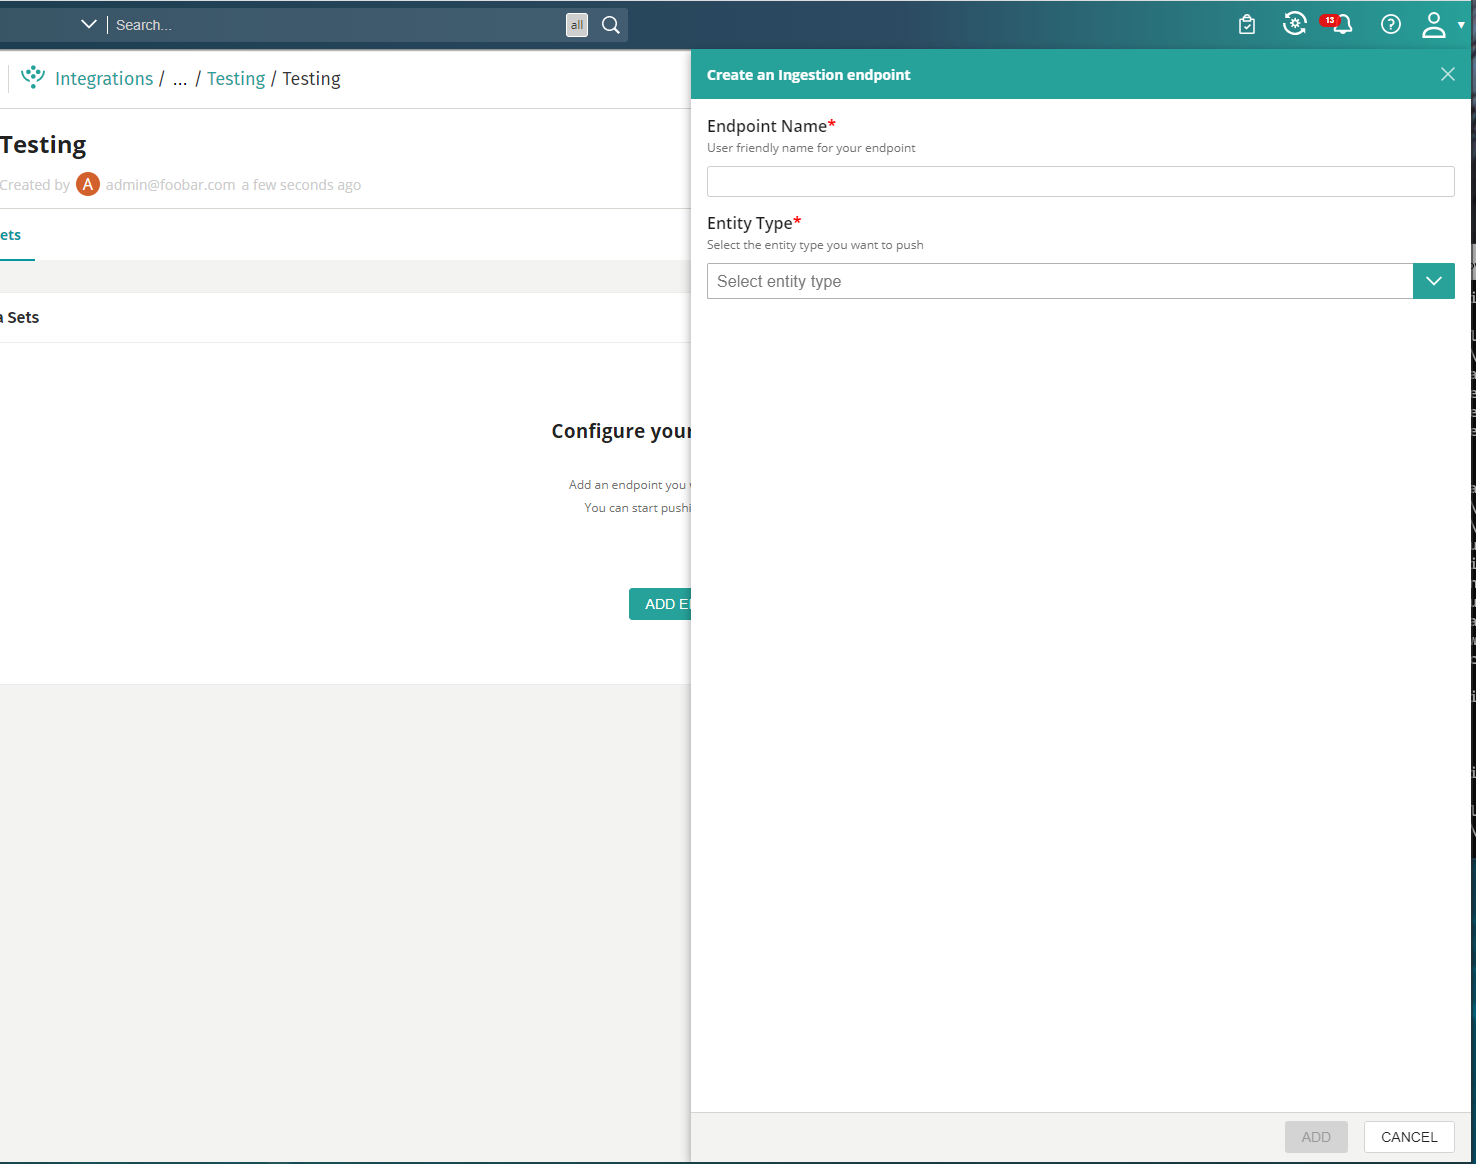 Search...
all
13
Integrations / ... / Testing / Testing
Testing
Created by A admin@foobar.com a few seconds ago
ets
Sets
Configure your
Add an endpoint you
You can start pushi
ADD
Create an Ingestion endpoint
Endpoint Name*
User friendly name for your endpoint
Entity Type*
Select the entity type you want to push
Select entity type
ADD
CANCEL